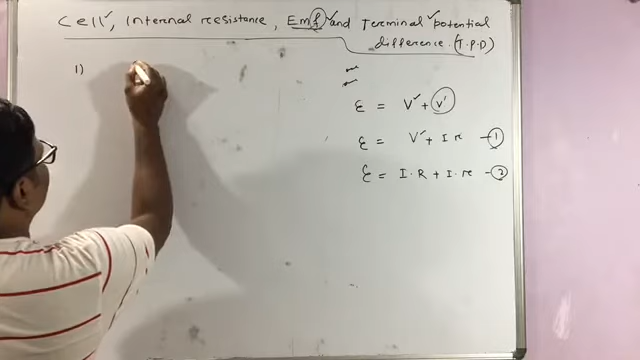 Cell, Internal resistance, Emf and Terminal potential
difference. (T.P.D)
1)
ε = V + V'
ε = V + I r —1
ε = I.R + I.r —2